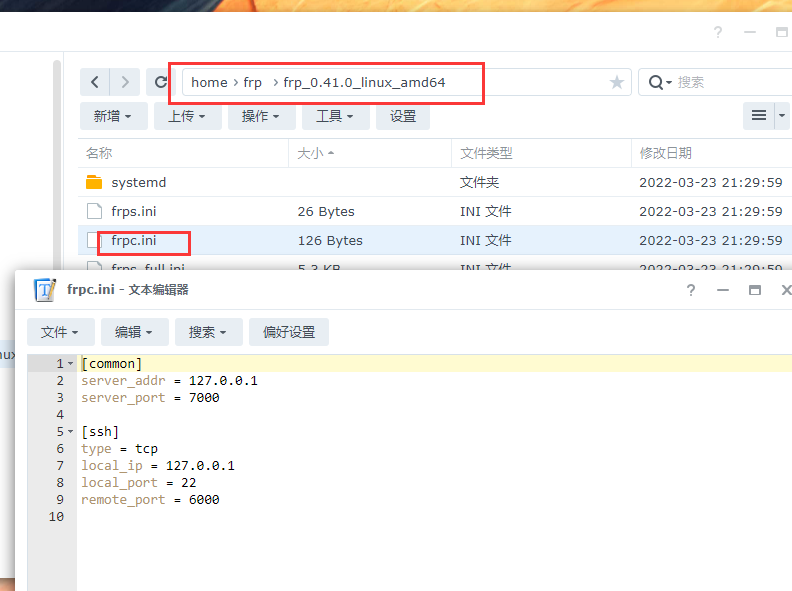 ?
home › frp › frp_0.41.0_linux_amd64
搜索
新增 上传 操作 工具 设置
名称 大小 文件类型 修改日期
systemd 文件夹 2022-03-23 21:29:59
frps.ini 26 Bytes INI 文件 2022-03-23 21:29:59
frpc.ini 126 Bytes INI 文件 2022-03-23 21:29:59
frps_full.ini 5.3 KB INI 文件 2022-03-23 21:29:59
frpc.ini - 文本编辑器 ?
文件 编辑 搜索 偏好设置
nux
1 [common]
2 server_addr = 127.0.0.1
3 server_port = 7000
4
5 [ssh]
6 type = tcp
7 local_ip = 127.0.0.1
8 local_port = 22
9 remote_port = 6000
10